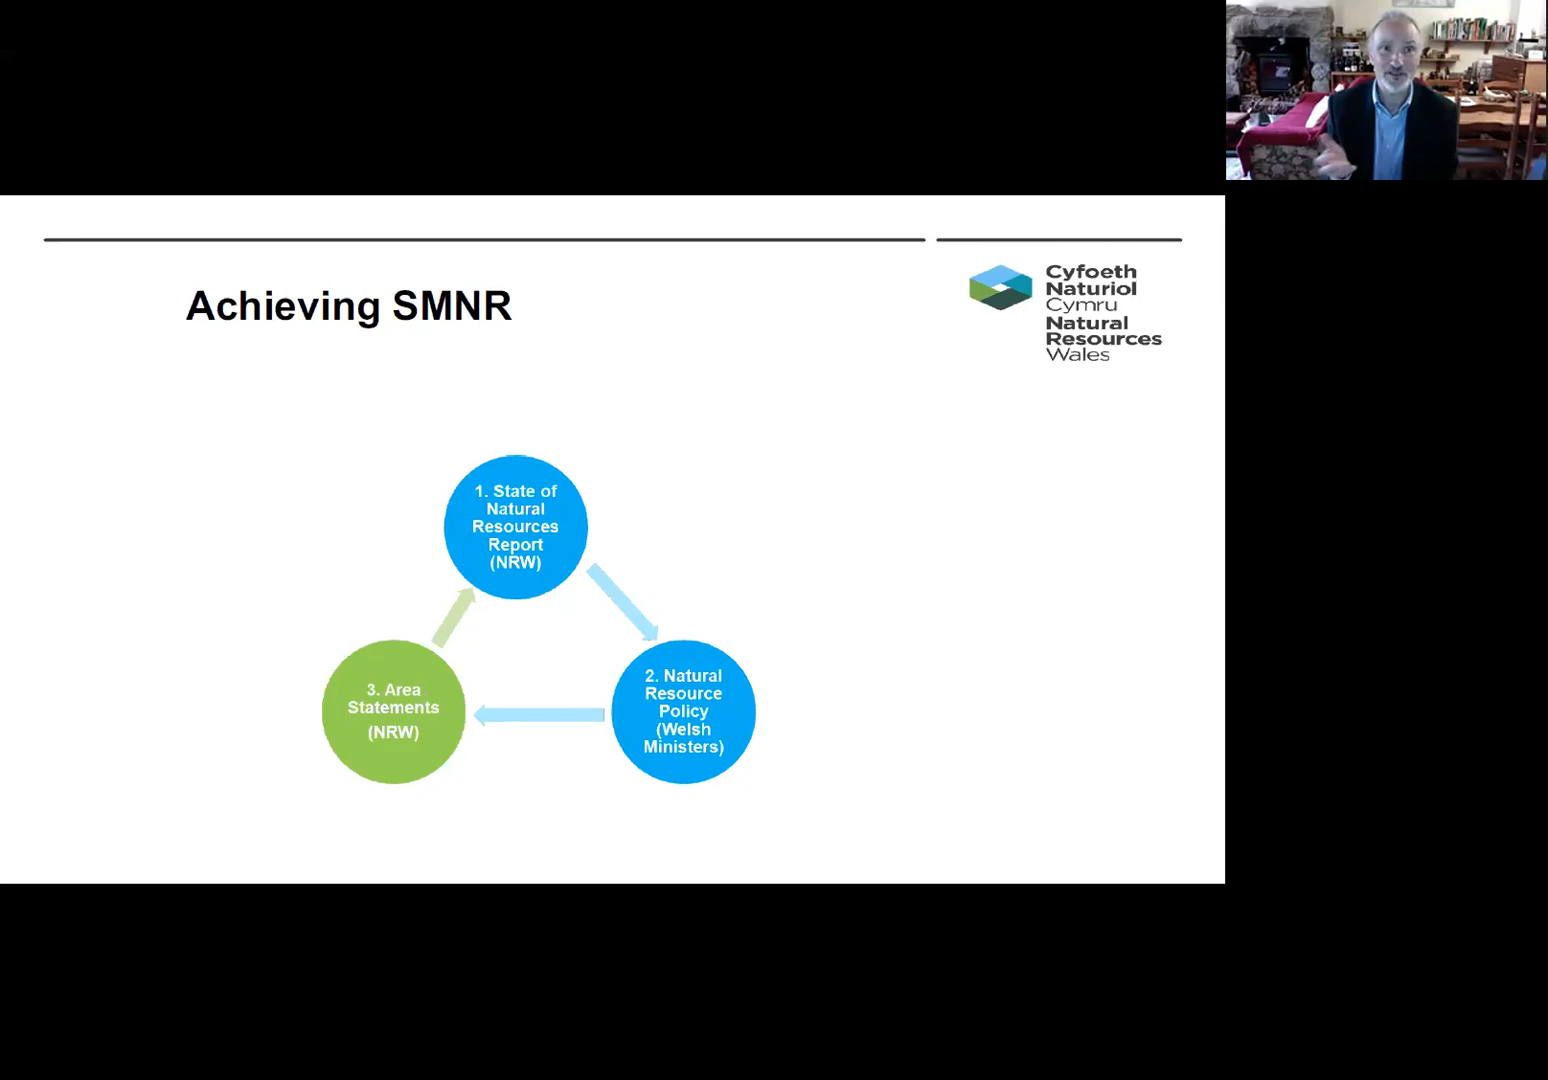 Achieving SMNR
Cyfoeth
Naturiol
Cymru
Natural
Resources
Wales
1. State of
Natural
Resources
Report
(NRW)
2. Natural
Resource
Policy
(Welsh
Ministers)
3. Area
Statements
(NRW)